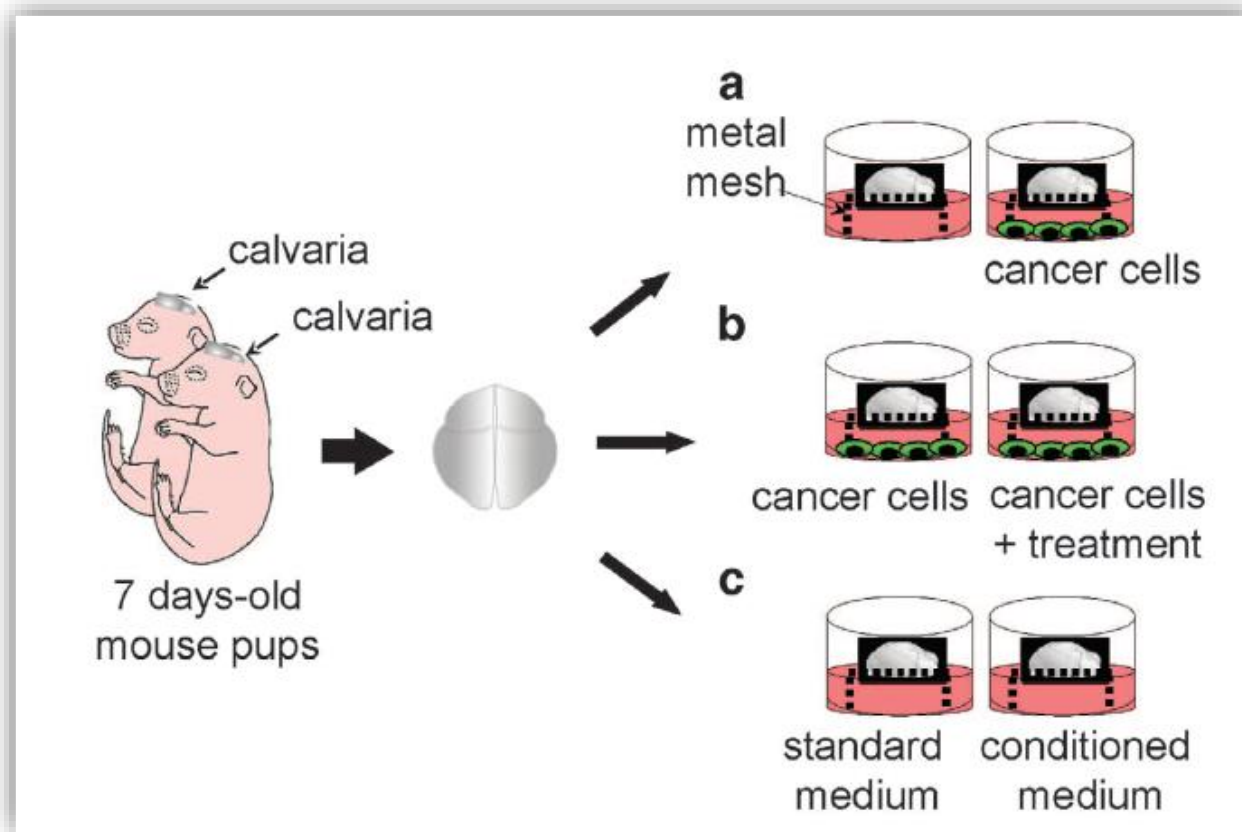 calvaria
calvaria
7 days-old
mouse pups
a
metal
mesh
cancer cells
b
cancer cells
cancer cells
+ treatment
c
standard
medium
conditioned
medium